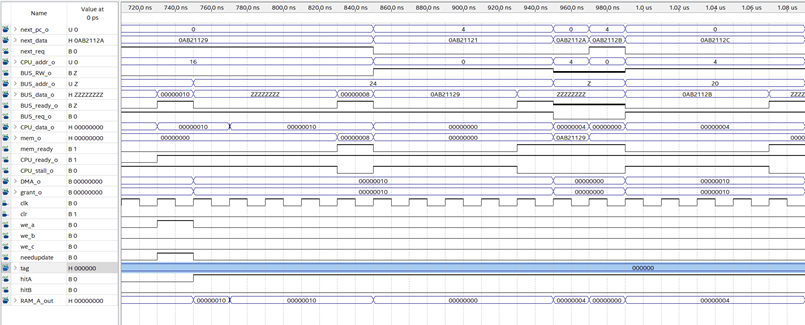 Name Value at 0 ps 720.0 ns 740.0 ns 760.0 ns 780.0 ns 800.0 ns 820.0 ns 840.0 ns 860.0 ns 880.0 ns 900.0 ns 920.0 ns 940.0 ns 960.0 ns 980.0 ns 1.0 us 1.02 us 1.04 us 1.06 us 1.08 us
next_pc_o U 0 0 4 0 4 0
next_data H 0AB2112A 0AB21129 0AB21121 0AB2112A 0AB2112B 0AB2112C
next_req B 0
CPU_addr_o U 0 16 0 4 0 4
BUS_RW_o B Z
BUS_addr_o U Z 24 Z 20
BUS_data_o H ZZZZZZZZ 00000010 ZZZZZZZZ 00000008 0AB21129 ZZZZZZZZ 0AB2112B ZZZZ
BUS_ready_o B Z
BUS_req_o B 0
CPU_data_o H 00000000 00000010 00000010 00000000 00000004 00000000 00000004
mem_o H 00000000 00000000 00000008 00000000 0AB21129 00000000 0000
mem_ready B 1
CPU_ready_o B 1
CPU_stall_o B 0
DMA_o B 00000000 00000010 00000000 00000010
grant_o B 00000000 00000010 00000000 00000010
clk B 0
clr B 1
we_a B 0
we_b B 0
we_c B 0
needupdate B 0
tag H 000000 000000
hitA B 0
hitB B 0
RAM_A_out H 00000000 00000010 00000010 00000000 00000004 00000000 00000004